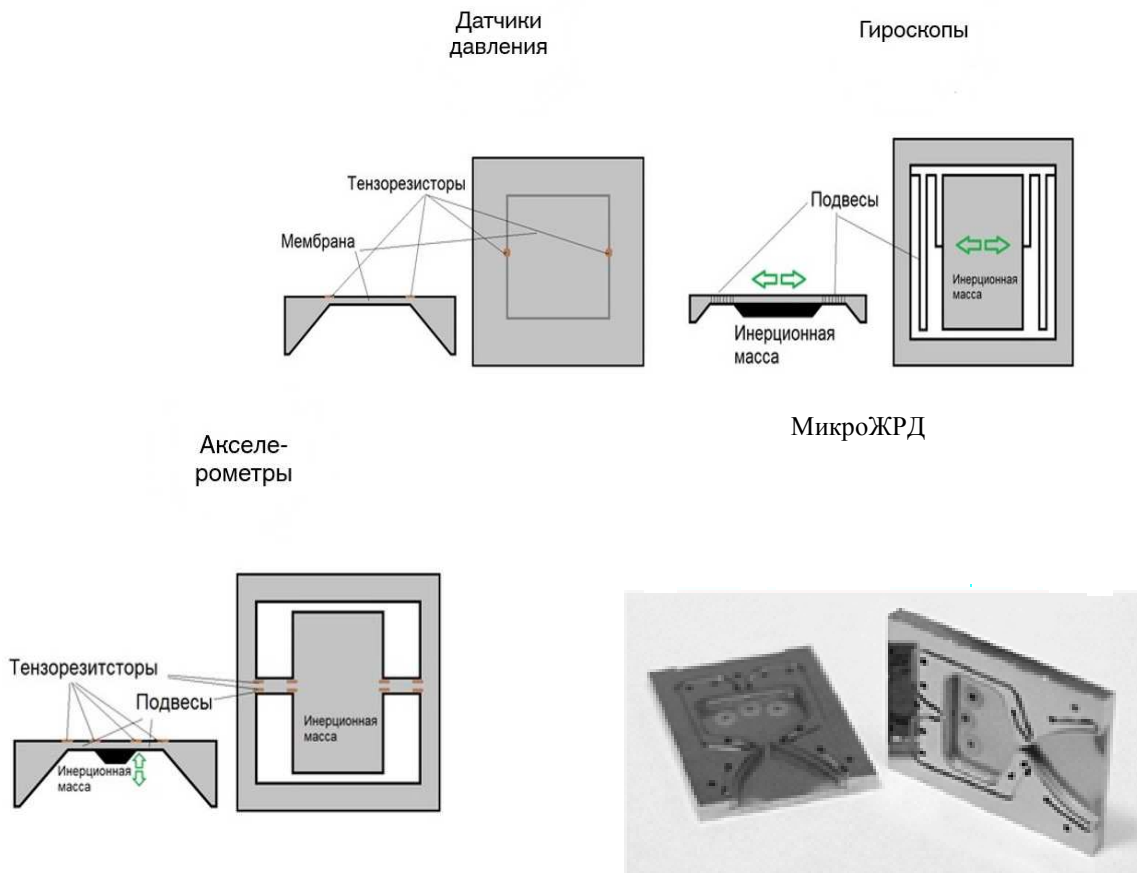 Датчики
давления
Гироскопы
Тензорезисторы
Мембрана
Подвесы
Инерционная
масса
Инерционная
масса
МикроЖРД
Акселе-
рометры
Тензорезитсторы
Подвесы
Инерционная
масса
Инерционная
масса